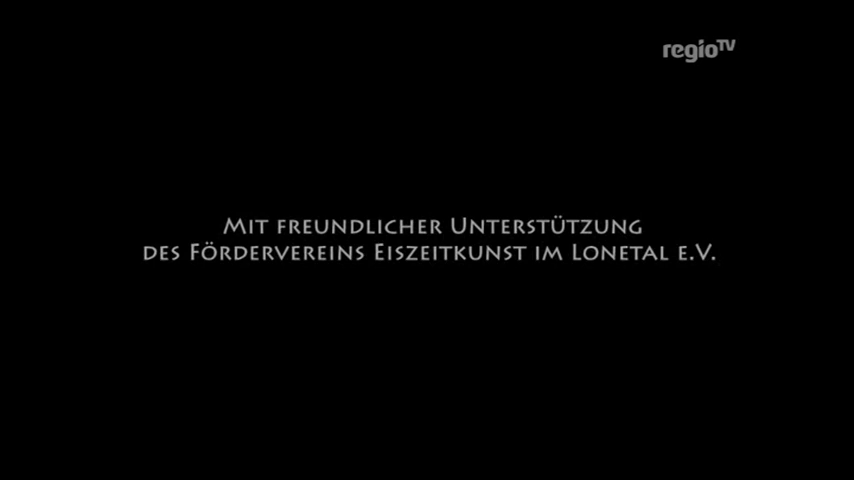 regioTV
Mit freundlicher Unterstützung
des Fördervereins Eiszeitkunst im Lonetal e.V.